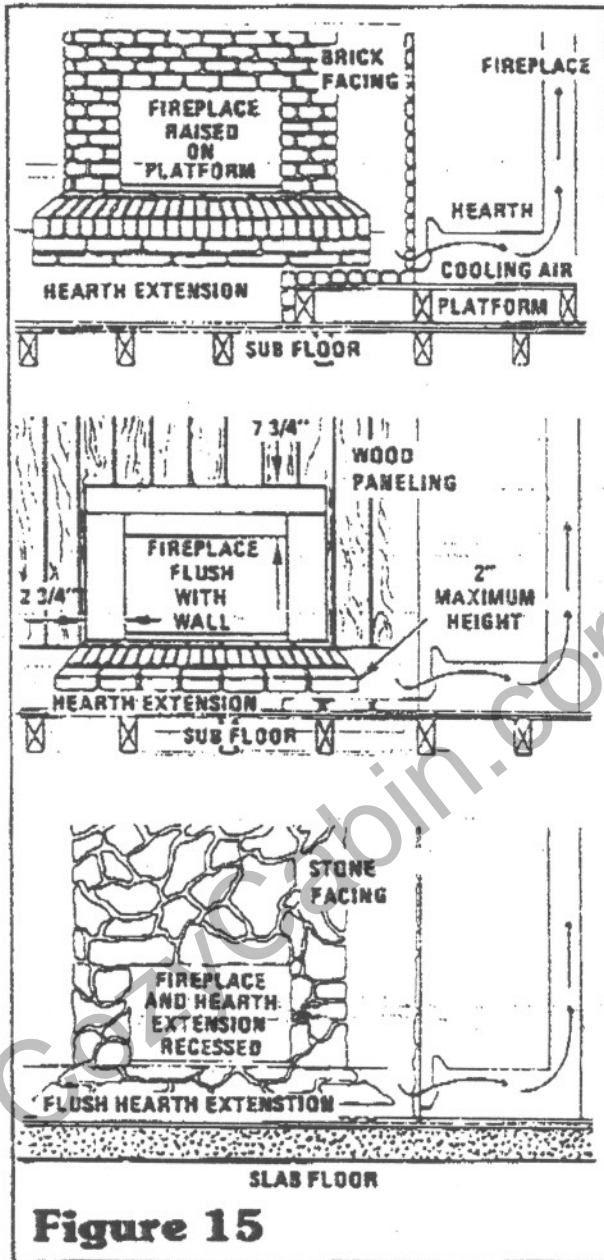 BRICK
FACING
FIREPLACE
FIREPLACE
RAISED
ON
PLATFORM
HEARTH
COOLING AIR
HEARTH EXTENSION
PLATFORM
SUB FLOOR
7 3/4"
WOOD
PANELING
FIREPLACE
FLUSH
WITH
WALL
2 3/4"
2"
MAXIMUM
HEIGHT
HEARTH EXTENSION
SUB FLOOR
STONE
FACING
FIREPLACE
AND HEARTH
EXTENSION
RECESSED
FLUSH HEARTH EXTENSTION
SLAB FLOOR
Figure 15
CozyCabin.com